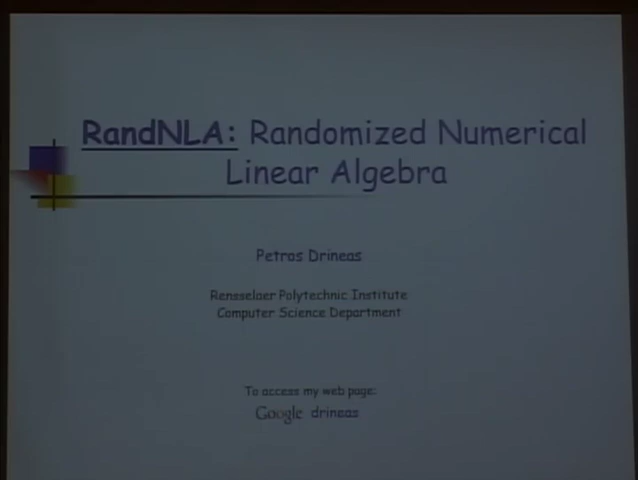 RandNLA: Randomized Numerical
Linear Algebra
Petros Drineas
Rensselaer Polytechnic Institute
Computer Science Department
To access my web page:
Google drineas